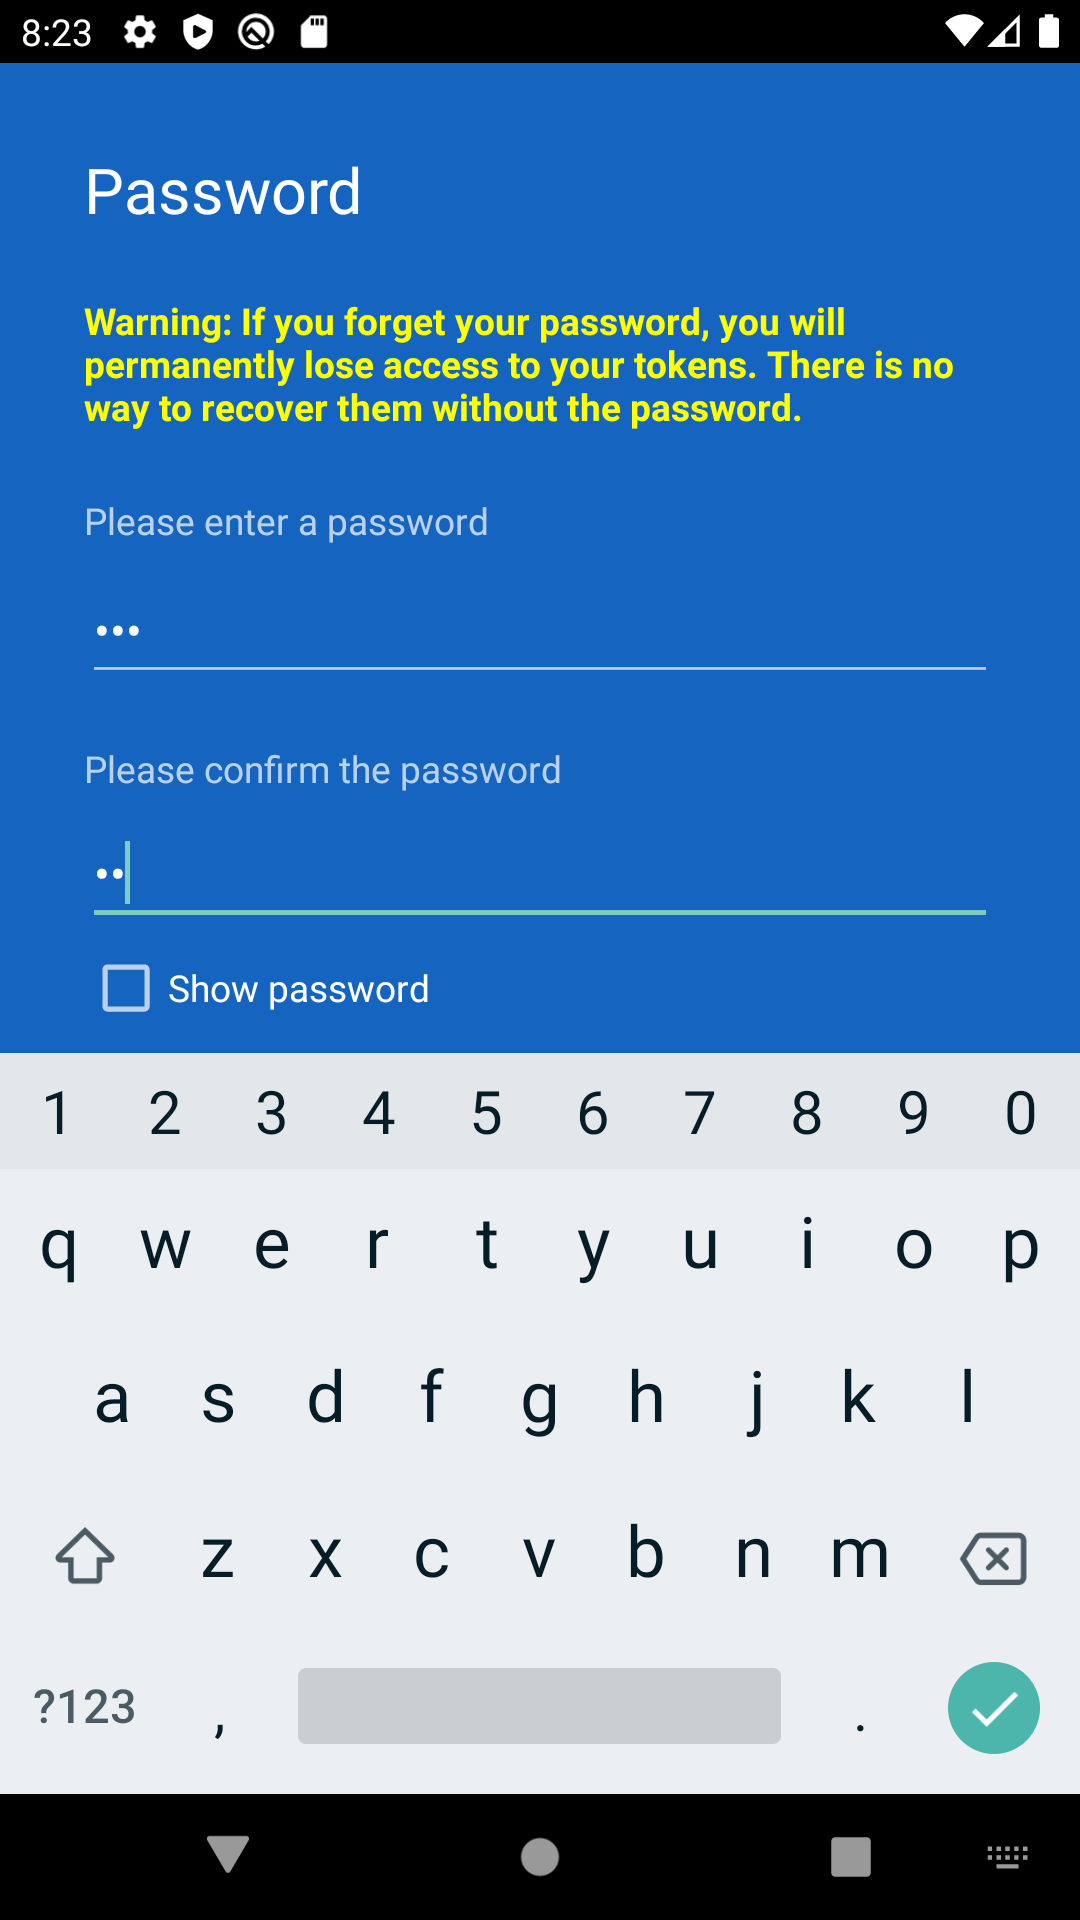 8:23
Password
Warning: If you forget your password, you will
permanently lose access to your tokens. There is no
way to recover them without the password.
Please enter a password
•••
Please confirm the password
••
Show password
1 2 3 4 5 6 7 8 9 0
q w e r t y u i o p
a s d f g h j k l
z x c v b n m
?123 , .